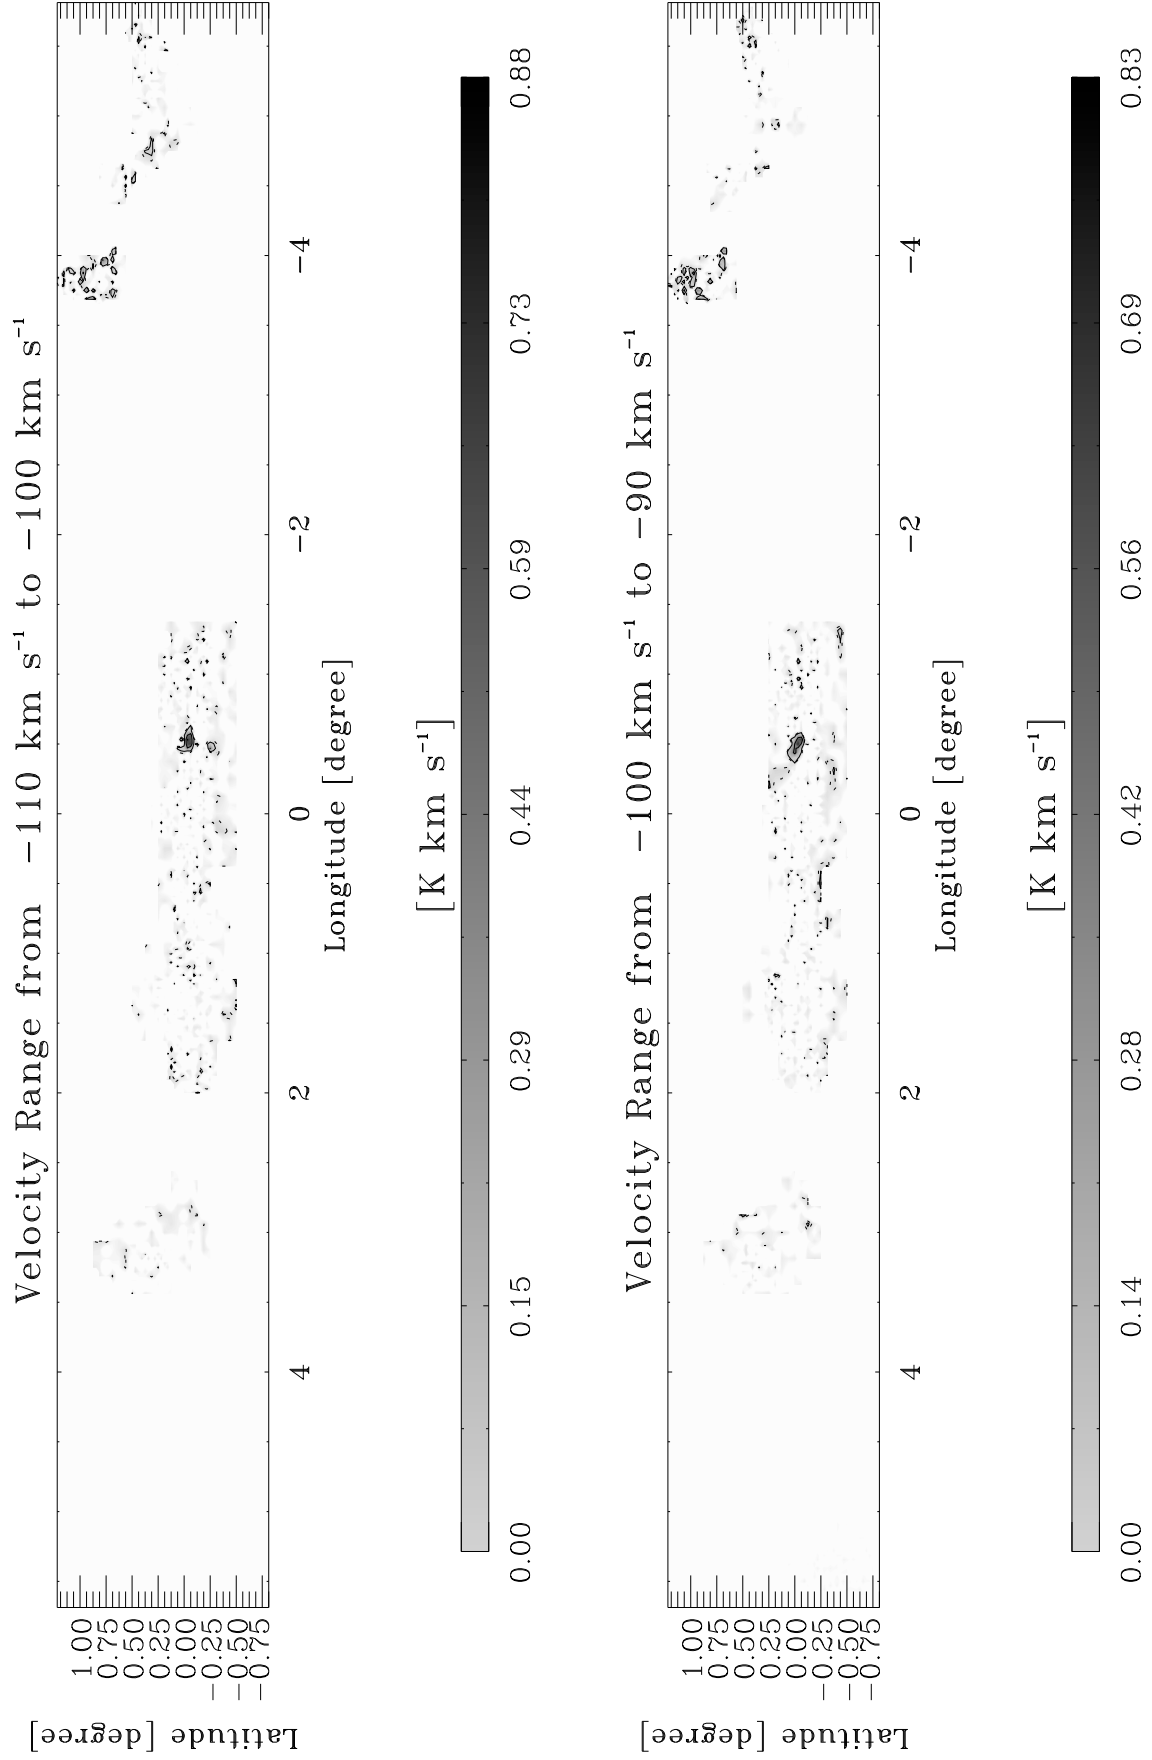 Velocity Range from −110 km s⁻¹ to −100 km s⁻¹
Latitude [degree]
1.00
0.75
0.50
0.25
0.00
−0.25
−0.50
−0.75
4 2 0 −2 −4
Longitude [degree]
[K km s⁻¹]
0.00 0.15 0.29 0.44 0.59 0.73 0.88
Velocity Range from −100 km s⁻¹ to −90 km s⁻¹
Latitude [degree]
1.00
0.75
0.50
0.25
0.00
−0.25
−0.50
−0.75
4 2 0 −2 −4
Longitude [degree]
[K km s⁻¹]
0.00 0.14 0.28 0.42 0.56 0.69 0.83